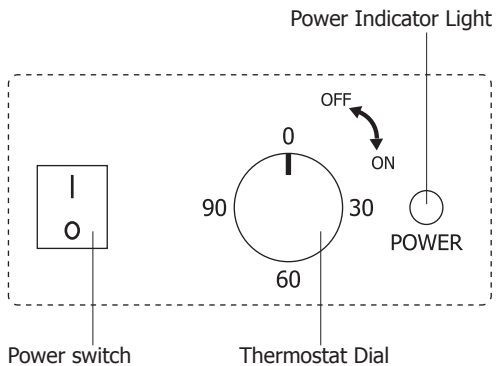 Power Indicator Light
OFF
0
ON
I
O
90
30
POWER
60
Power switch
Thermostat Dial